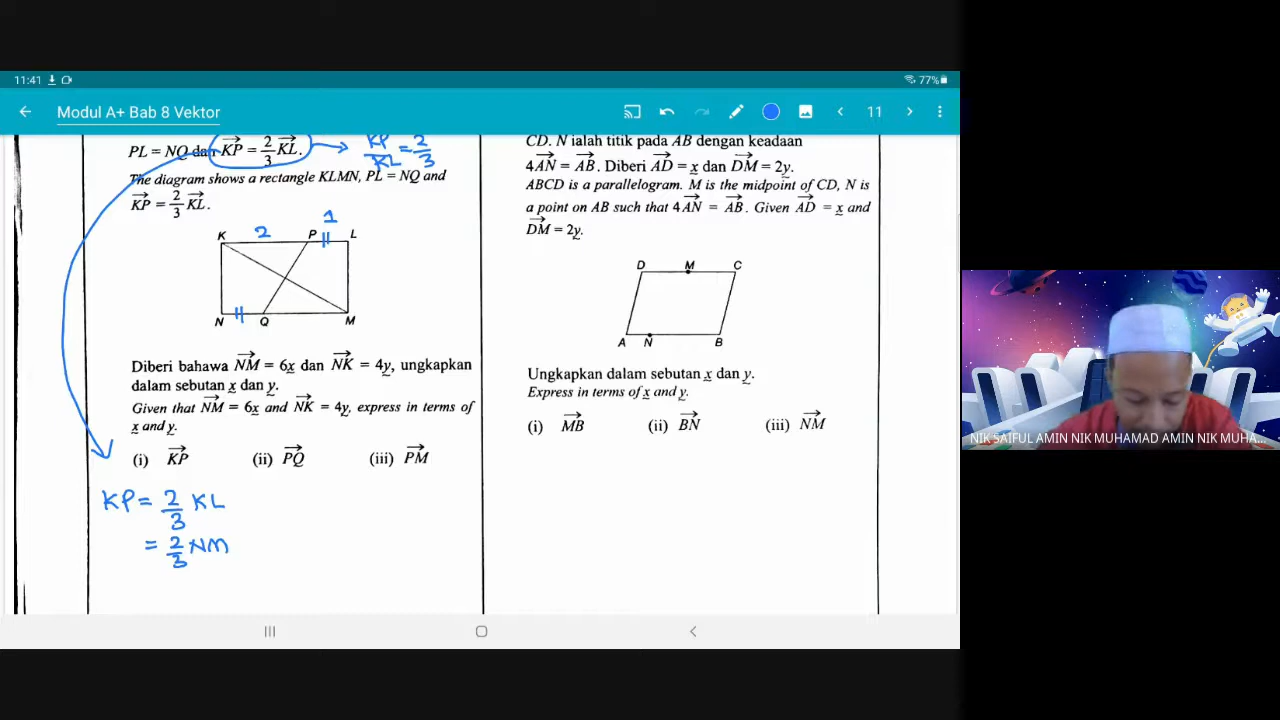 11:41
77%
Modul A+ Bab 8 Vektor
11
PL = NQ dan KP = 2/3 KL.
KP/KL = 2/3
The diagram shows a rectangle KLMN, PL = NQ and
KP = 2/3 KL.
1
2
K P L
N Q M
Diberi bahawa NM = 6x dan NK = 4y, ungkapkan
dalam sebutan x dan y.
Given that NM = 6x and NK = 4y, express in terms of
x and y.
(i) KP (ii) PQ (iii) PM
KP = 2/3 KL
= 2/3 NM
CD. N ialah titik pada AB dengan keadaan
4AN = AB. Diberi AD = x dan DM = 2y.
ABCD is a parallelogram. M is the midpoint of CD, N is
a point on AB such that 4AN = AB. Given AD = x and
DM = 2y.
D M C
A N B
Ungkapkan dalam sebutan x dan y.
Express in terms of x and y.
(i) MB (ii) BN (iii) NM
NIK SAIFUL AMIN NIK MUHAMAD AMIN NIK MUHA...